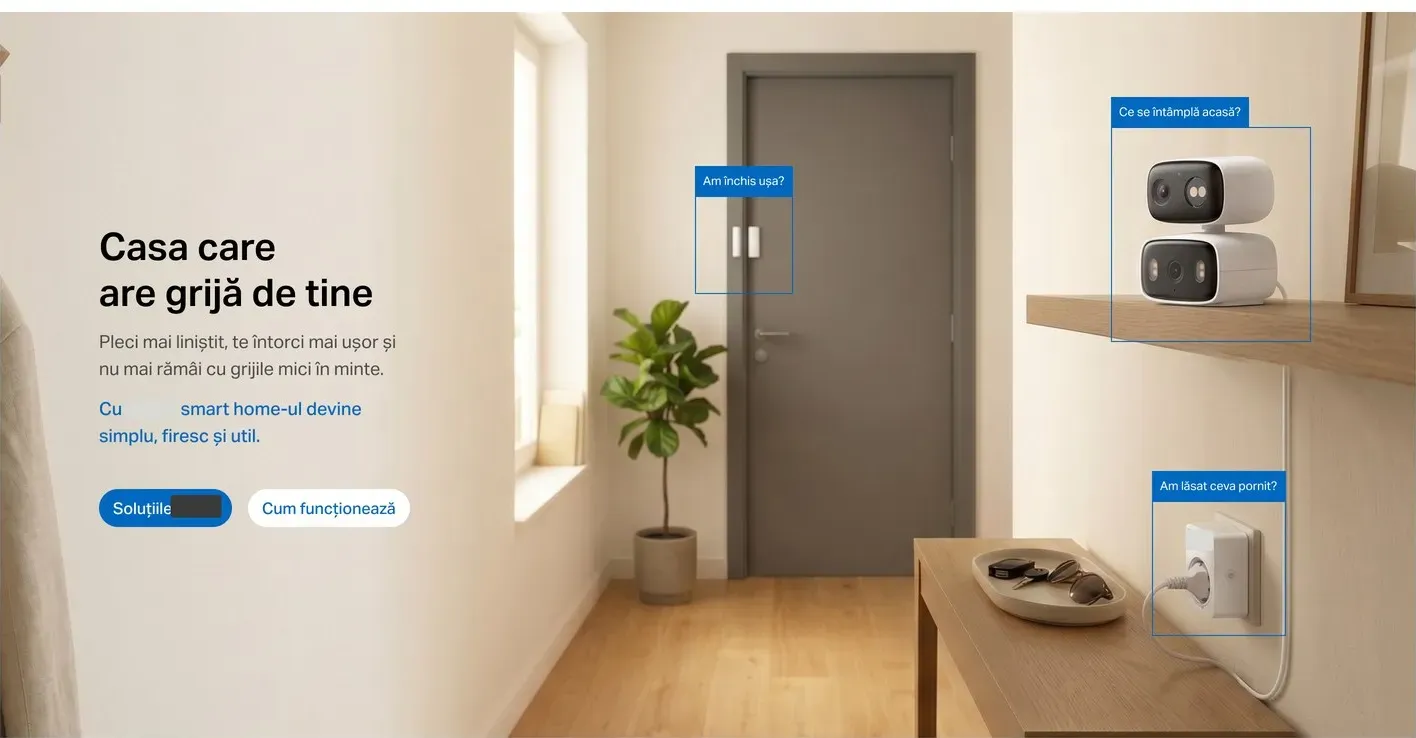 Casa care
are grijă de tine
Pleci mai liniștit, te întorci mai ușor și
nu mai rămâi cu grijile mici în minte.
Cu smart home-ul devine
simplu, firesc și util.
Soluțiile
Cum funcționează
Am închis ușa?
Ce se întâmplă acasă?
Am lăsat ceva pornit?